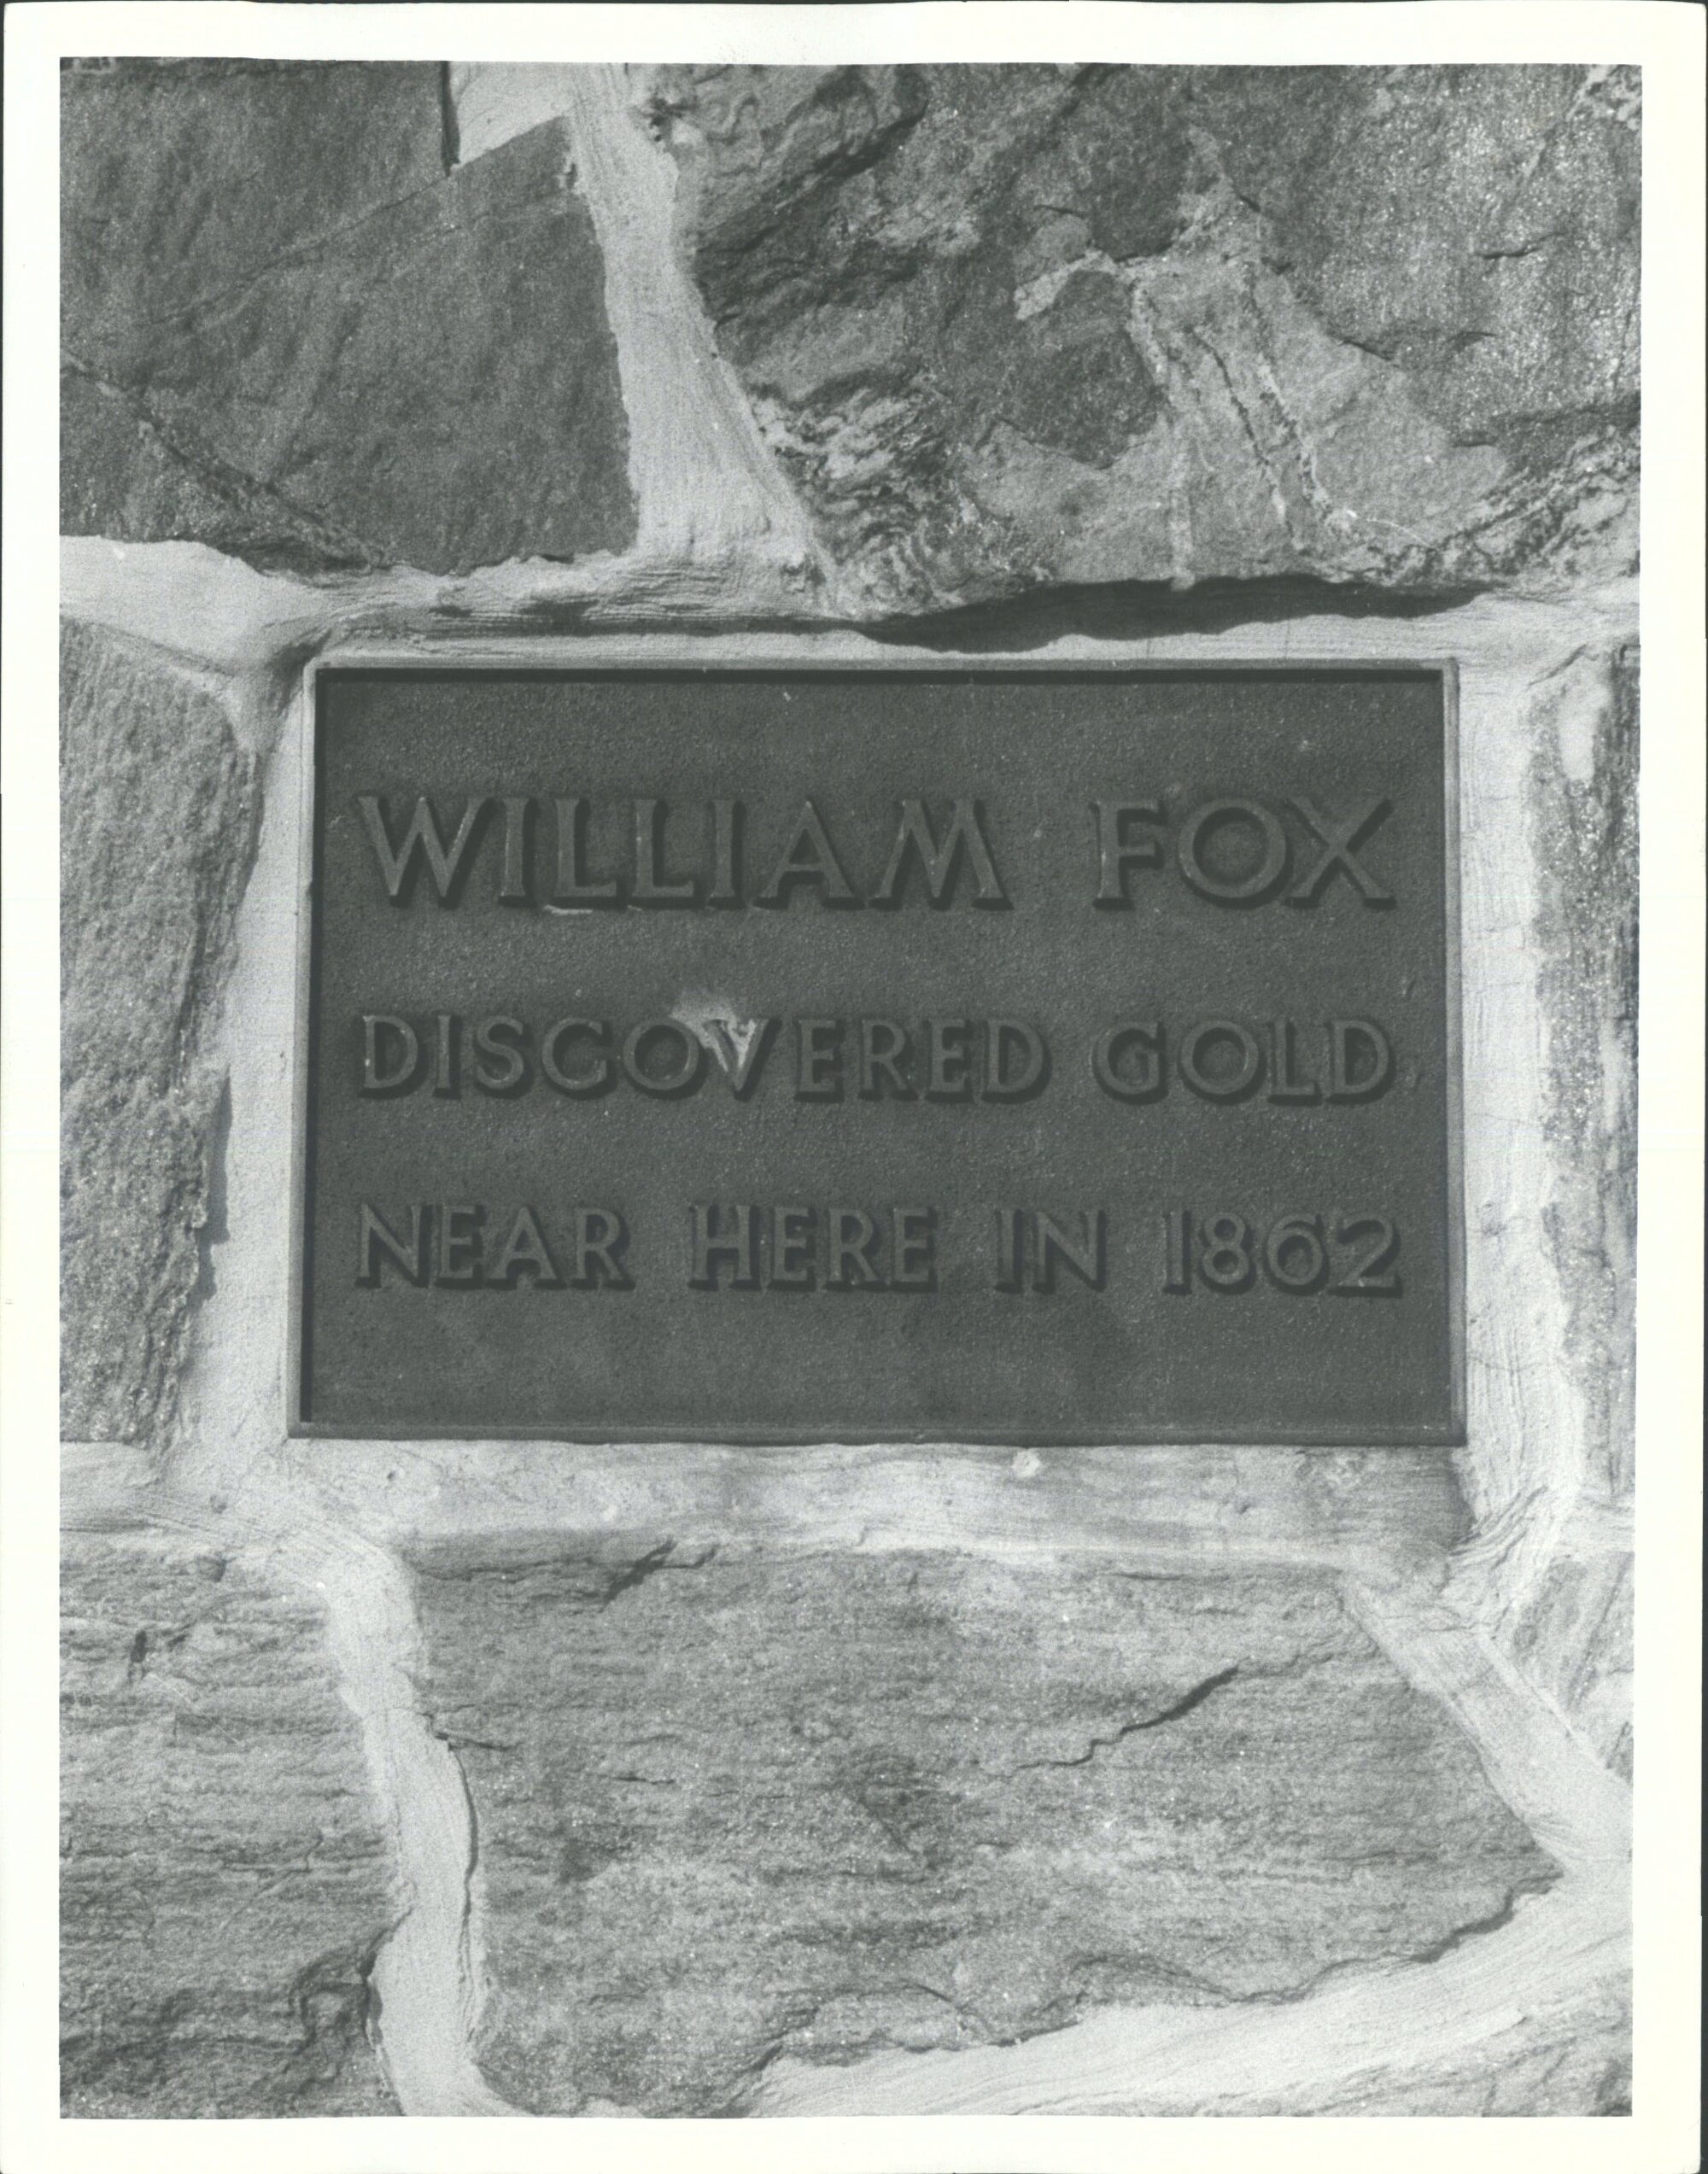 WILLIAM FOX
DISCOVERED GOLD
NEAR HERE IN 1862